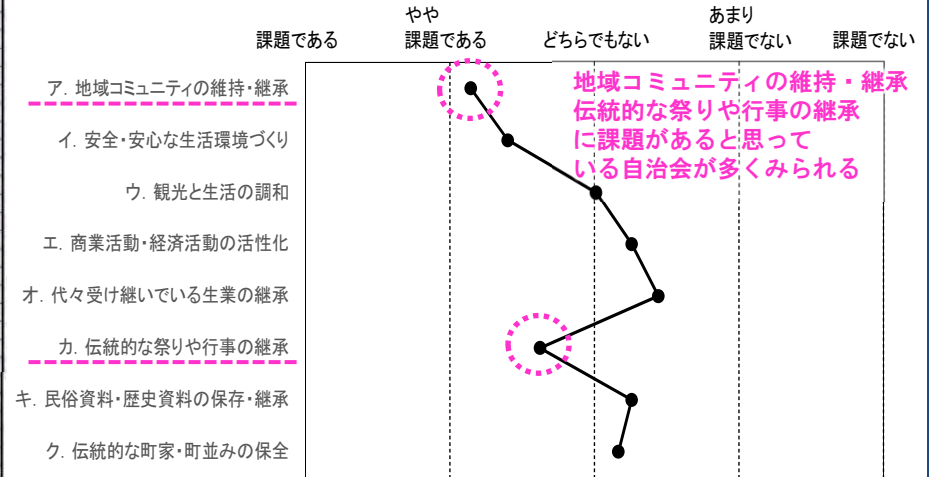 やや
あまり
課題である
課題である
どちらでもない
課題でない
課題でない
ア. 地域コミュニティの維持・継承
イ. 安全・安心な生活環境づくり
ウ. 観光と生活の調和
エ. 商業活動・経済活動の活性化
オ. 代々受け継いでいる生業の継承
カ. 伝統的な祭りや行事の継承
キ. 民俗資料・歴史資料の保存・継承
ク. 伝統的な町家・町並みの保全
地域コミュニティの維持・継承
伝統的な祭りや行事の継承
に課題があると思って
いる自治会が多くみられる